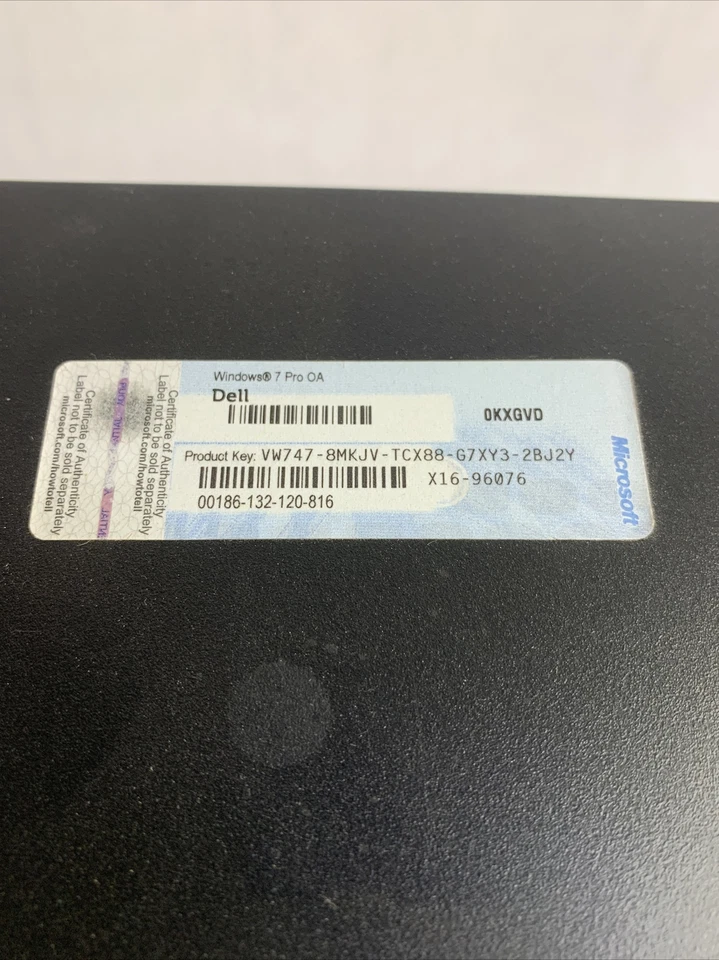 Certificate of Authenticity
Label not to be sold separately
microsoft.com/howtotell
Certificate of Authenticity
Label not to be sold separately
microsoft.com/howtotell
Windows® 7 Pro OA
Dell
0KXGVD
Product Key: VW747-8MKJV-TCX88-G7XY3-2BJ2Y
X16-96076
00186-132-120-816
Microsoft